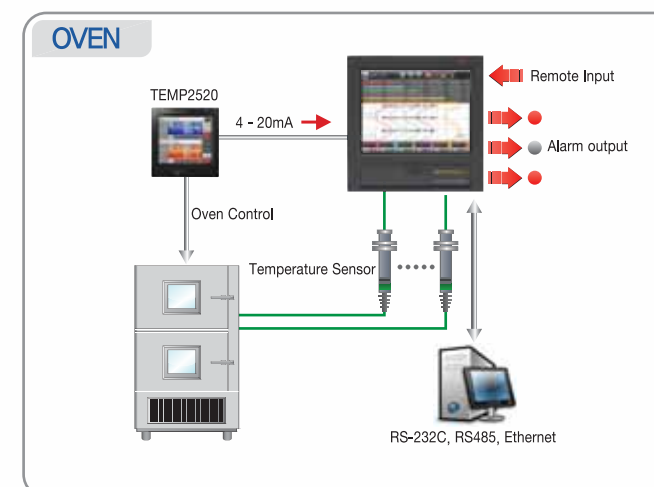 OVEN
TEMP2520
4 - 20mA
Remote Input
Alarm output
Oven Control
Temperature Sensor
RS-232C, RS485, Ethernet